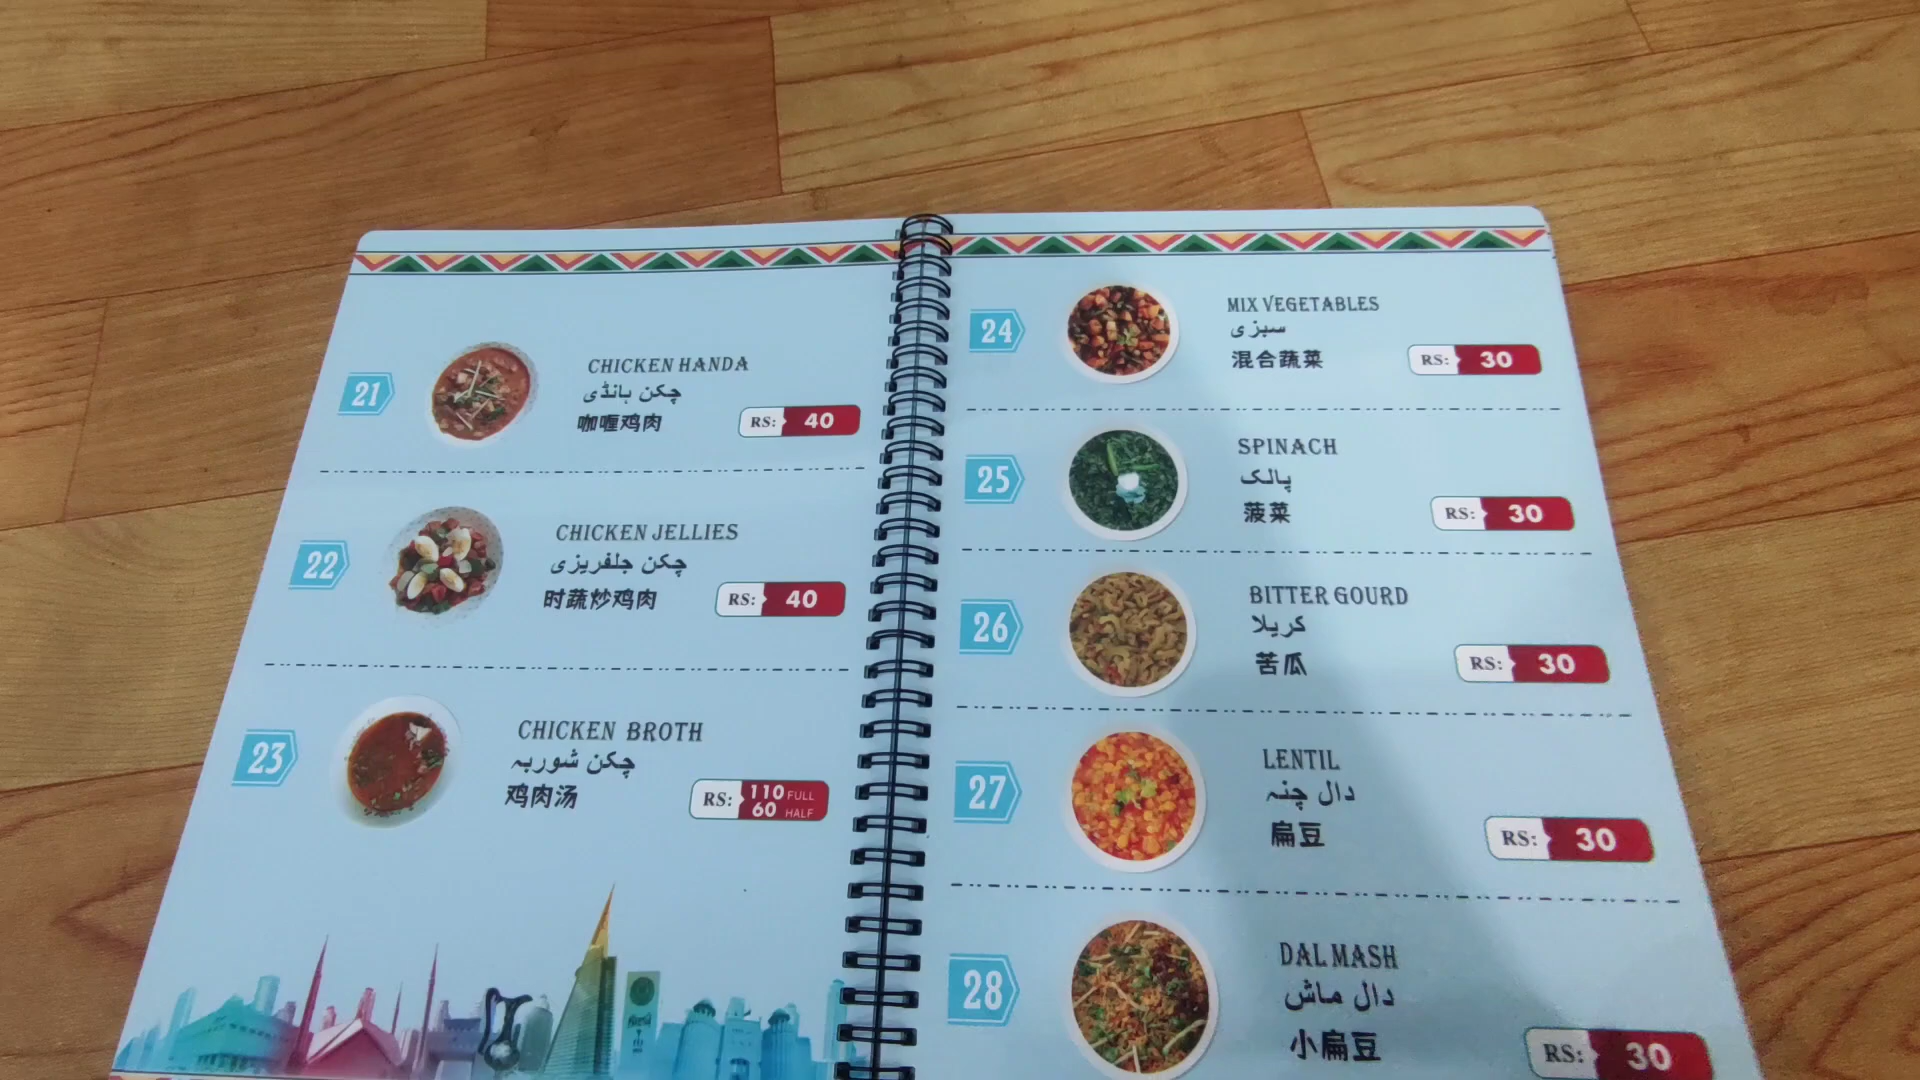 21
CHICKEN HANDA
چکن ہانڈی
咖喱鸡肉
RS: 40
22
CHICKEN JELLIES
چکن جلفریزی
时蔬炒鸡肉
RS: 40
23
CHICKEN BROTH
چکن شوربہ
鸡肉汤
RS: 110 FULL
60 HALF
24
MIX VEGETABLES
سبزی
混合蔬菜
RS: 30
25
SPINACH
پالک
菠菜
RS: 30
26
BITTER GOURD
کریلا
苦瓜
RS: 30
27
LENTIL
دال چنہ
扁豆
RS: 30
28
DAL MASH
دال ماش
小扁豆
RS: 30